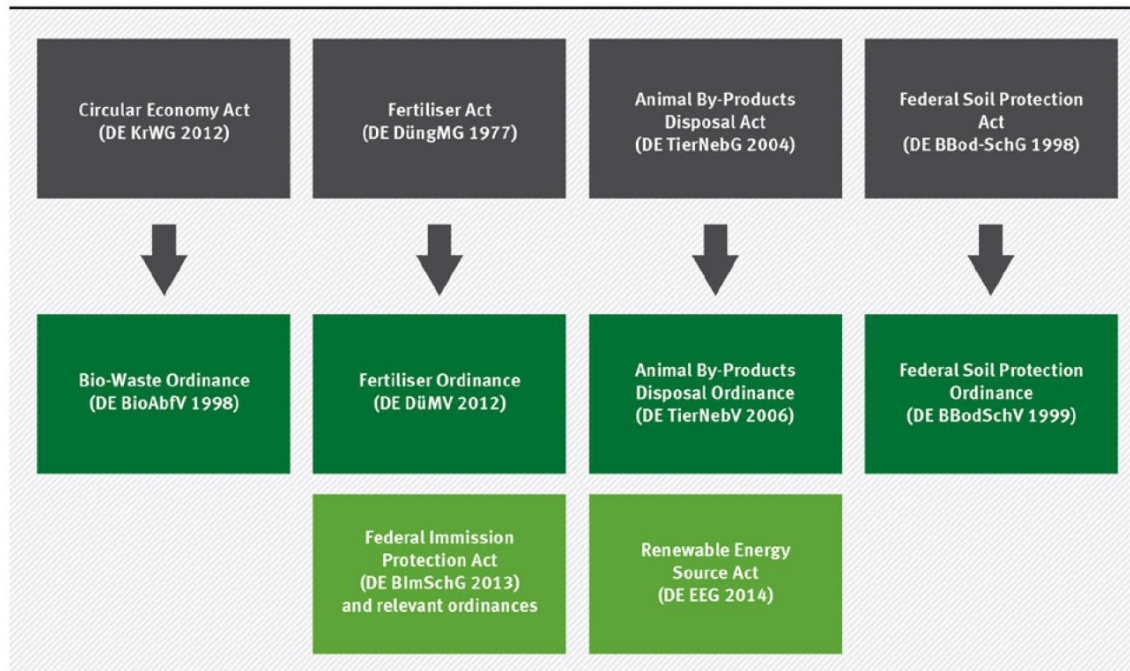 Circular Economy Act
(DE KrWG 2012)
Fertiliser Act
(DE DüngMG 1977)
Animal By-Products
Disposal Act
(DE TierNebG 2004)
Federal Soil Protection
Act
(DE BBod-SchG 1998)
Bio-Waste Ordinance
(DE BioAbfV 1998)
Fertiliser Ordinance
(DE DüMV 2012)
Animal By-Products
Disposal Ordinance
(DE TierNebV 2006)
Federal Soil Protection
Ordinance
(DE BBodSchV 1999)
Federal Immission
Protection Act
(DE BImSchG 2013)
and relevant ordinances
Renewable Energy
Source Act
(DE EEG 2014)